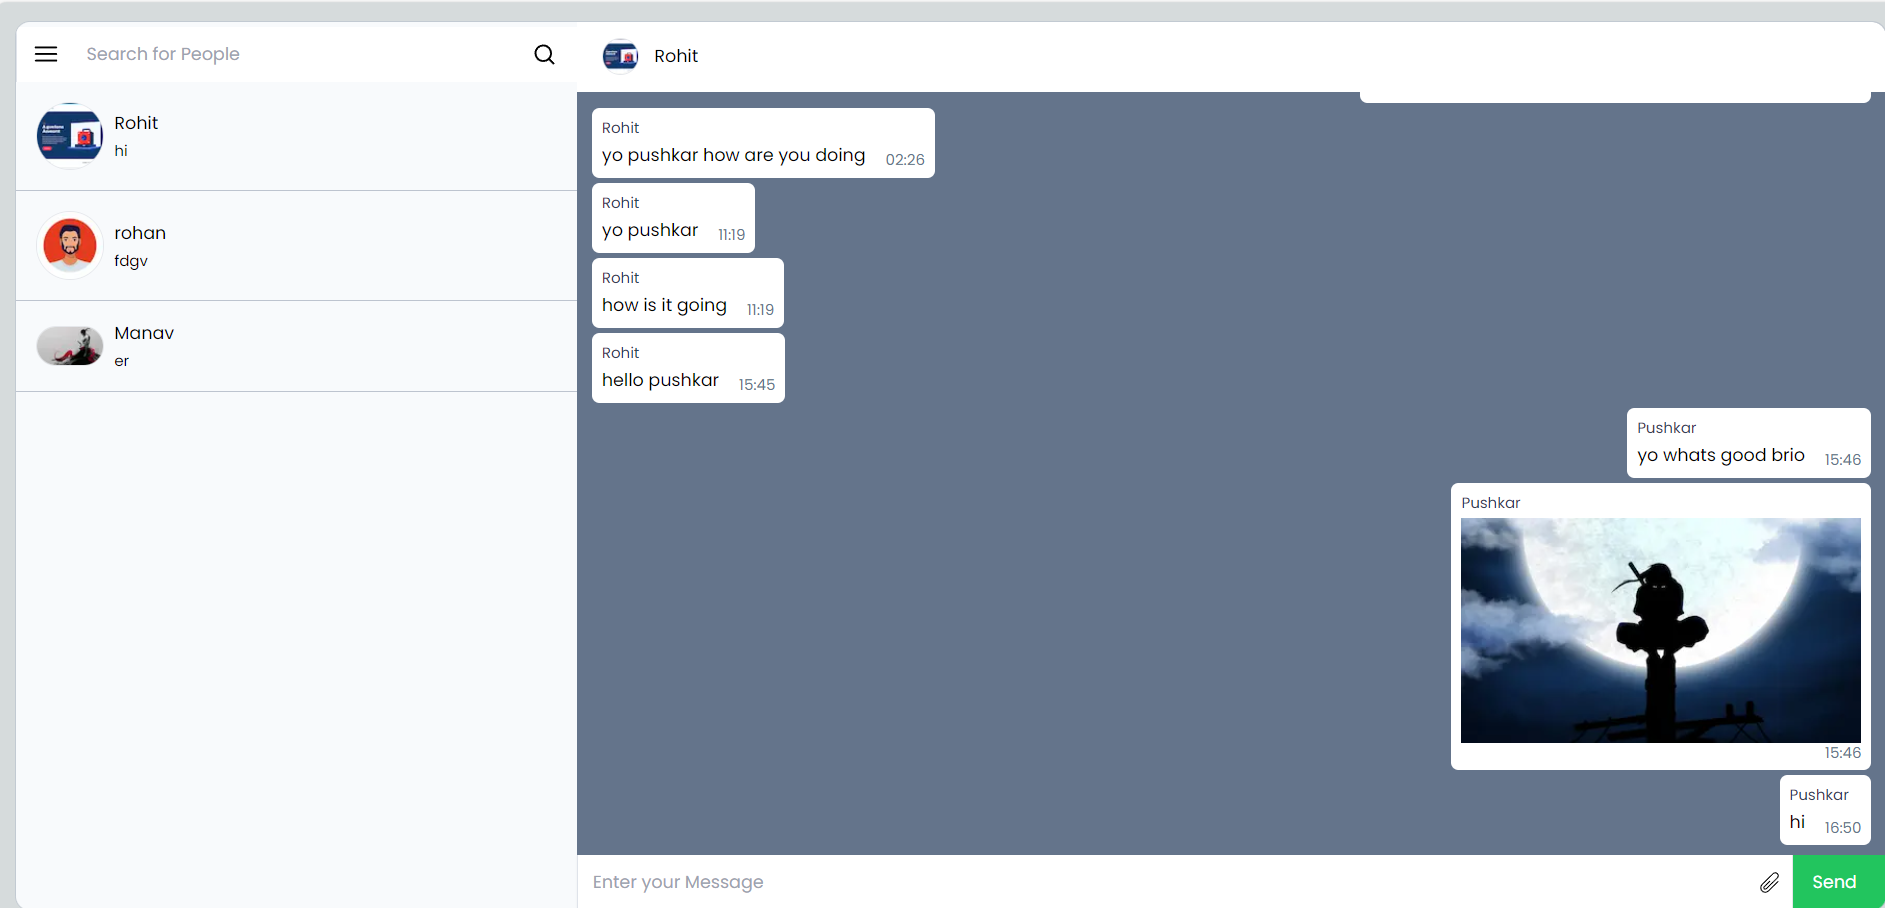 Search for People
Rohit
hi
rohan
fdgv
Manav
er
Rohit
Rohit
yo pushkar how are you doing 02:26
Rohit
yo pushkar 11:19
Rohit
how is it going 11:19
Rohit
hello pushkar 15:45
Pushkar
yo whats good brio 15:46
Pushkar
15:46
Pushkar
hi 16:50
Enter your Message
Send